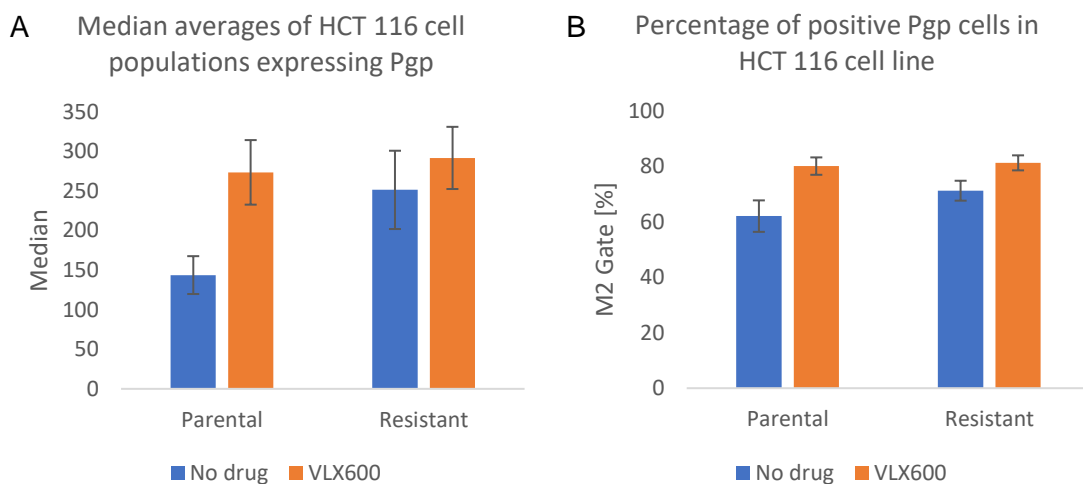 A
Median averages of HCT 116 cell
populations expressing Pgp
350
300
250
200
150
100
50
0
Median
Parental
Resistant
No drug
VLX600
B
Percentage of positive Pgp cells in
HCT 116 cell line
100
80
60
40
20
0
M2 Gate [%]
Parental
Resistant
No drug
VLX600